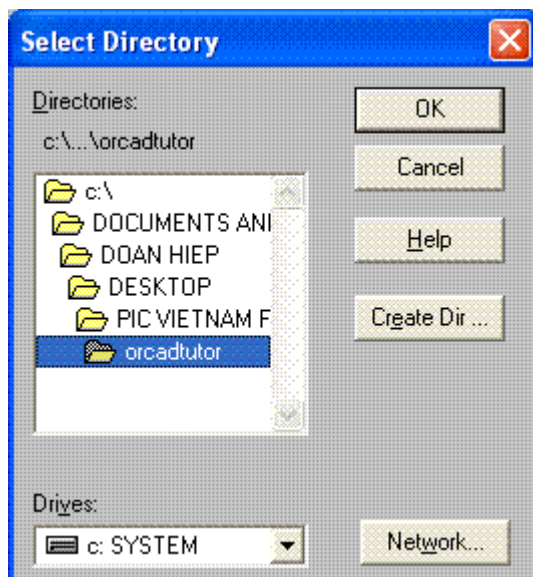 Select Directory
Directories:
c:\...\orcadtutor
c:\
DOCUMENTS ANI
DOAN HIEP
DESKTOP
PIC VIETNAM F
orcadtutor
OK
Cancel
Help
Create Dir ...
Drives:
c: SYSTEM
Network...